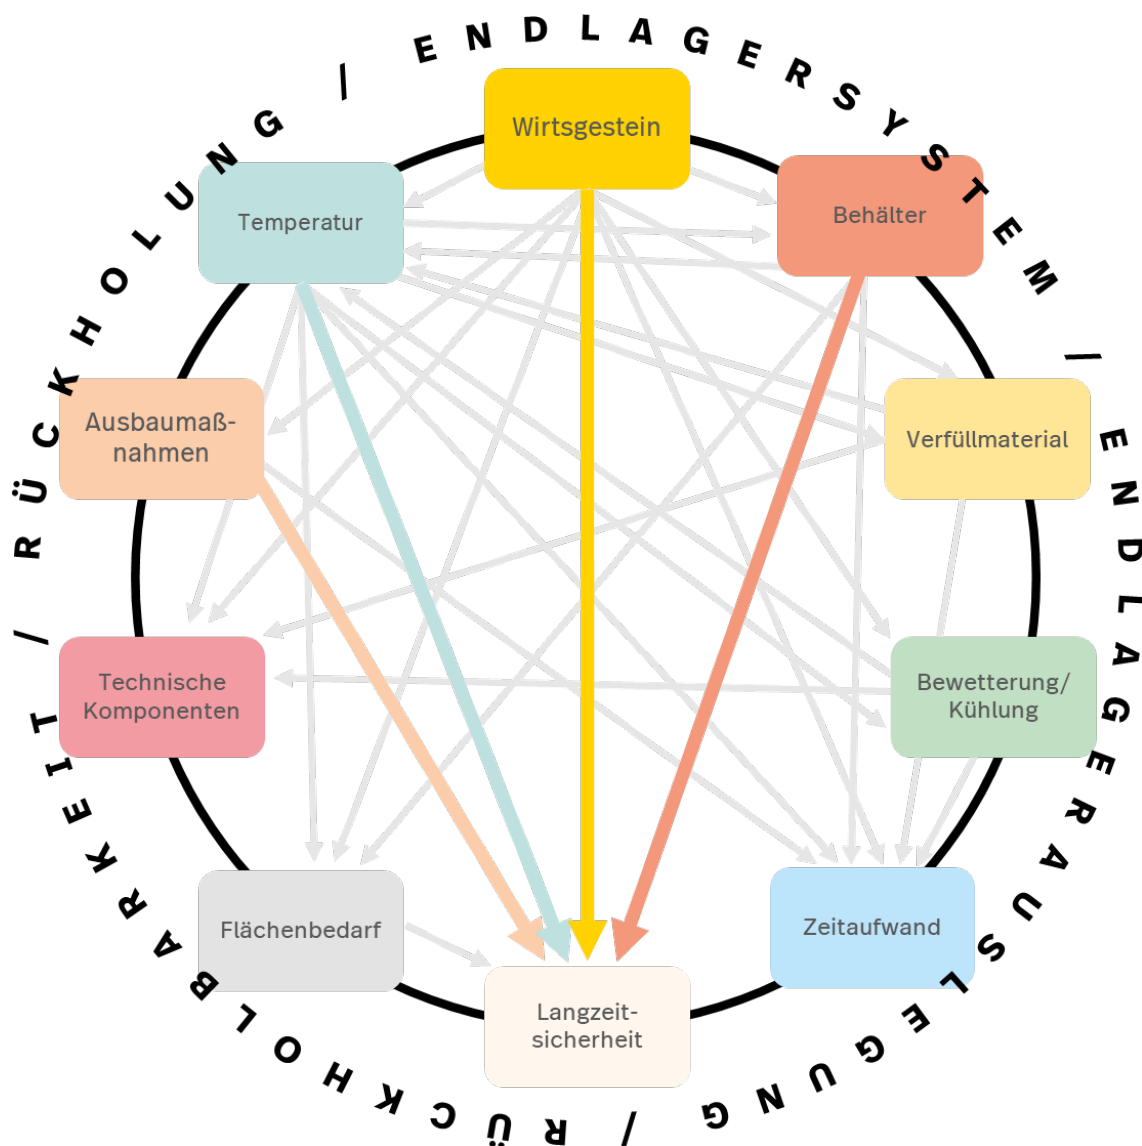 ENDLAGERSYSTEM / ENDLAGERAUSLEGUNG / RÜCKHOLBARKEIT / RÜCKHOLUNG /
Wirtsgestein
Temperatur
Behälter
Ausbaumaß-
nahmen
Verfüllmaterial
Technische
Komponenten
Bewetterung/
Kühlung
Flächenbedarf
Zeitaufwand
Langzeit-
sicherheit